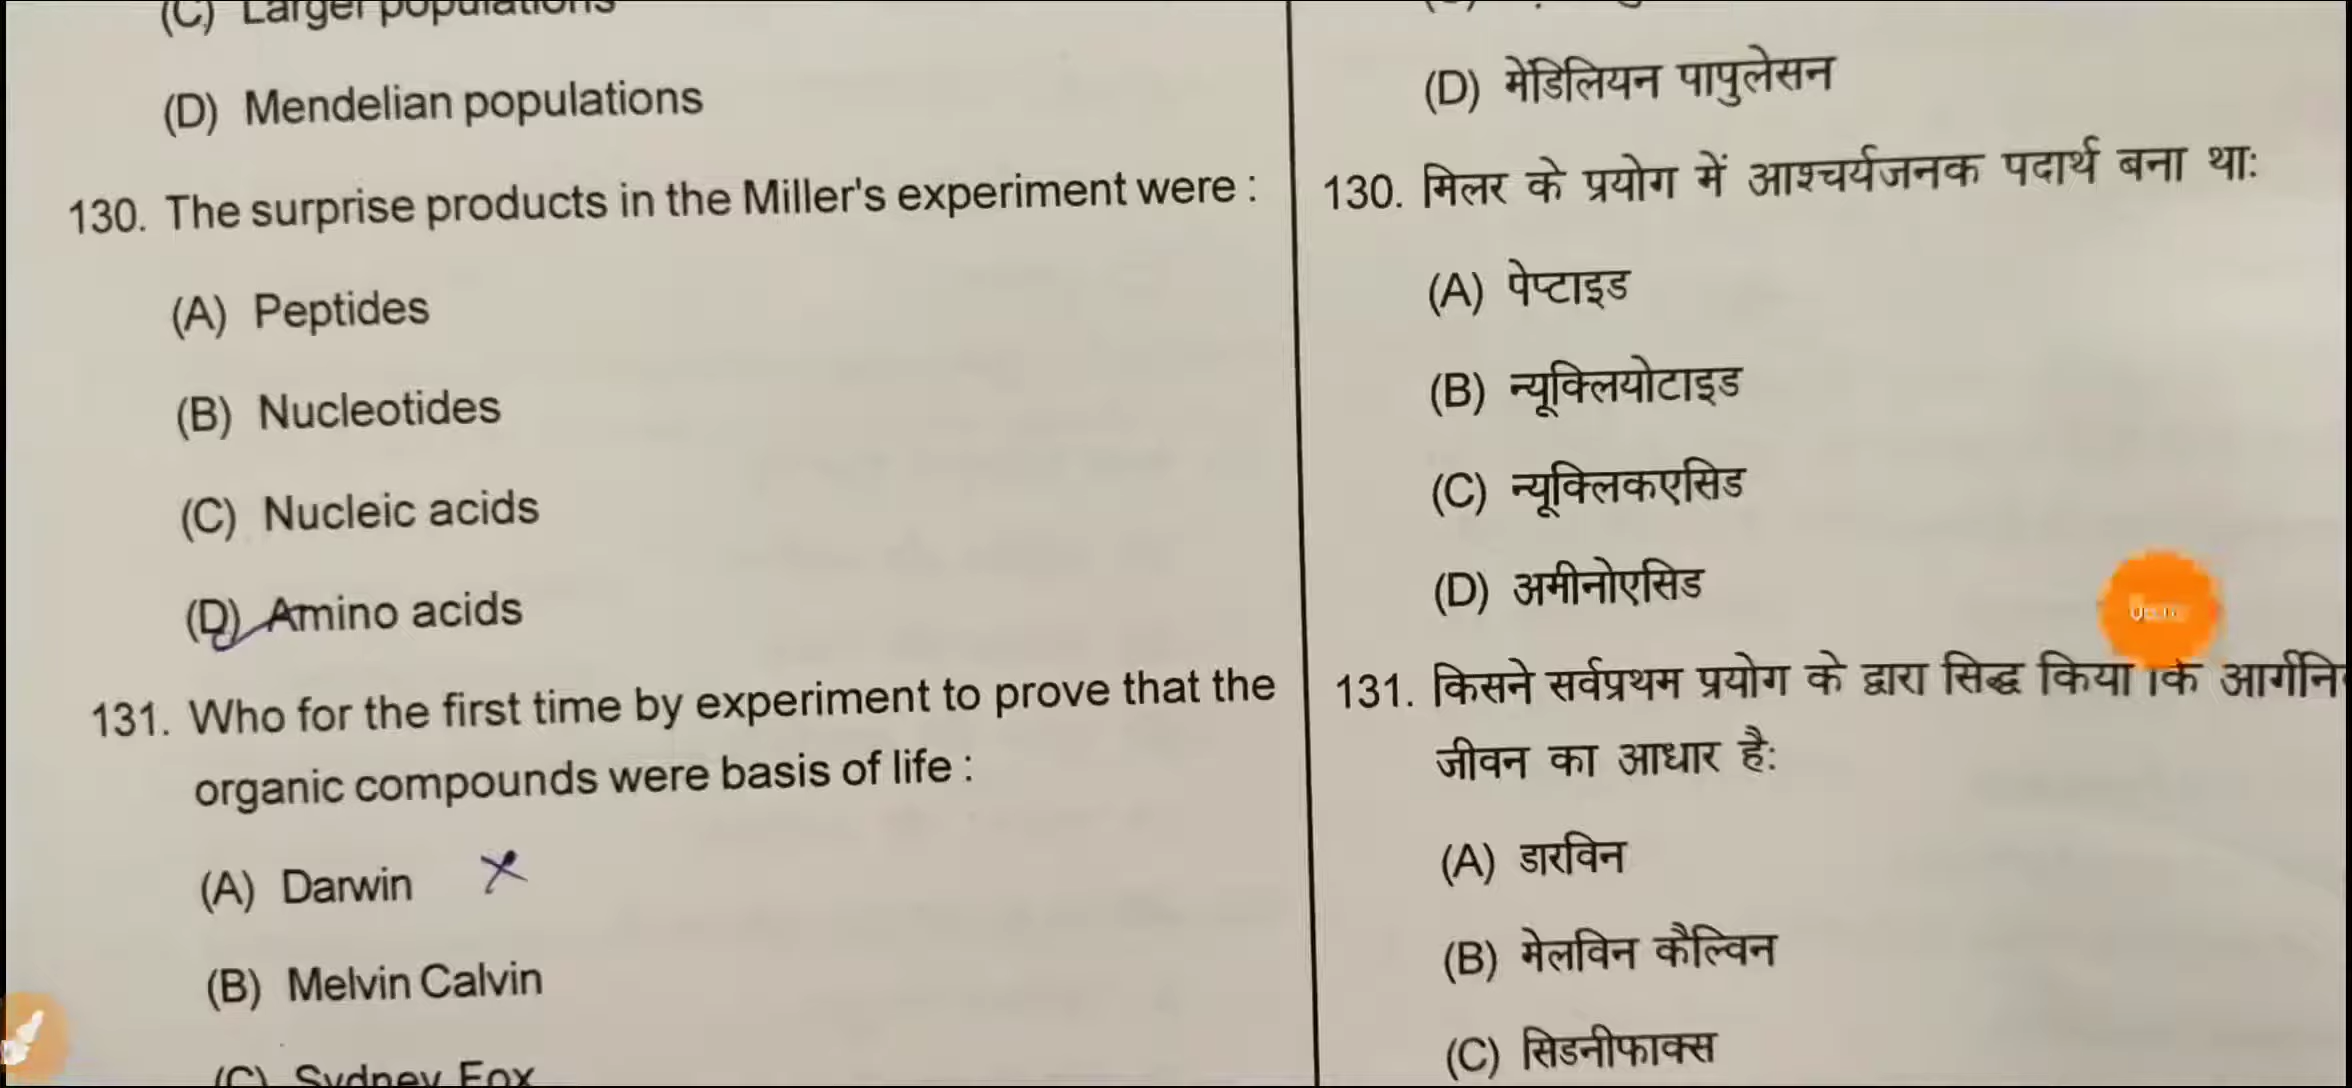 (C) Larger populations
(D) Mendelian populations
130. The surprise products in the Miller's experiment were :
(A) Peptides
(B) Nucleotides
(C) Nucleic acids
(D) Amino acids
131. Who for the first time by experiment to prove that the
organic compounds were basis of life :
(A) Darwin
(B) Melvin Calvin
(C) Sydney Fox
(D) मेंडिलियन पापुलेसन
130. मिलर के प्रयोग में आश्चर्यजनक पदार्थ बना थाः
(A) पेप्टाइड
(B) न्यूक्लियोटाइड
(C) न्यूक्लिकएसिड
(D) अमीनोएसिड
131. किसने सर्वप्रथम प्रयोग के द्वारा सिद्ध किया कि
जीवन का आधार हैः
(A) डारविन
(B) मेलविन कैल्विन
(C) सिडनीफाक्स